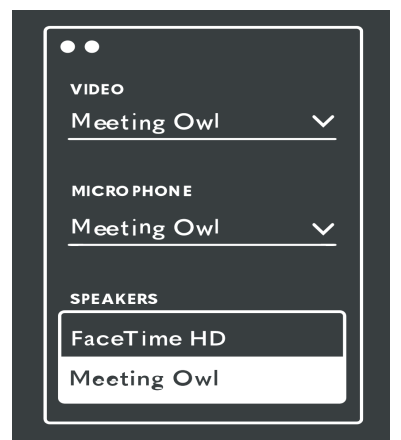 VIDEO
Meeting Owl
MICROPHONE
Meeting Owl
SPEAKERS
FaceTime HD
Meeting Owl